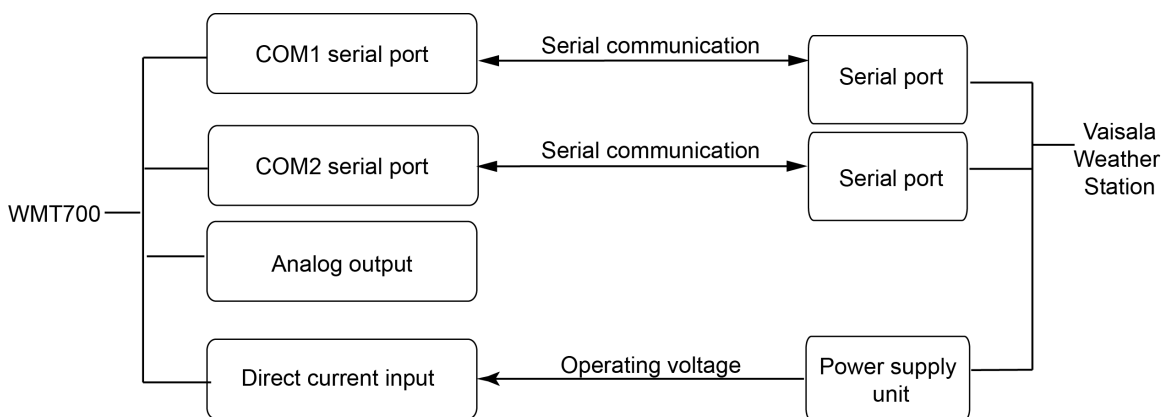 COM1 serial port
Serial communication
Serial port
COM2 serial port
Serial communication
Serial port
Vaisala
Weather
Station
WMT700
Analog output
Direct current input
Operating voltage
Power supply
unit